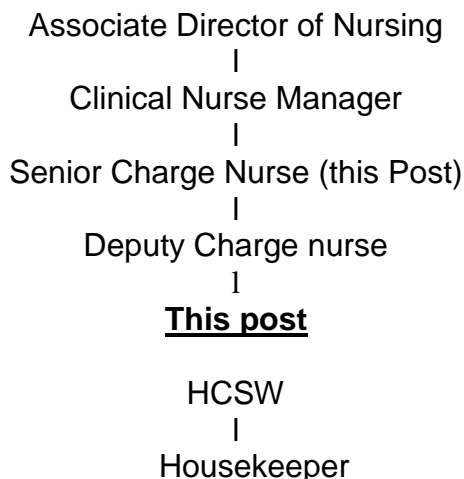 Associate Director of Nursing
I
Clinical Nurse Manager
I
Senior Charge Nurse (this Post)
I
Deputy Charge nurse
l
This post
HCSW
I
Housekeeper